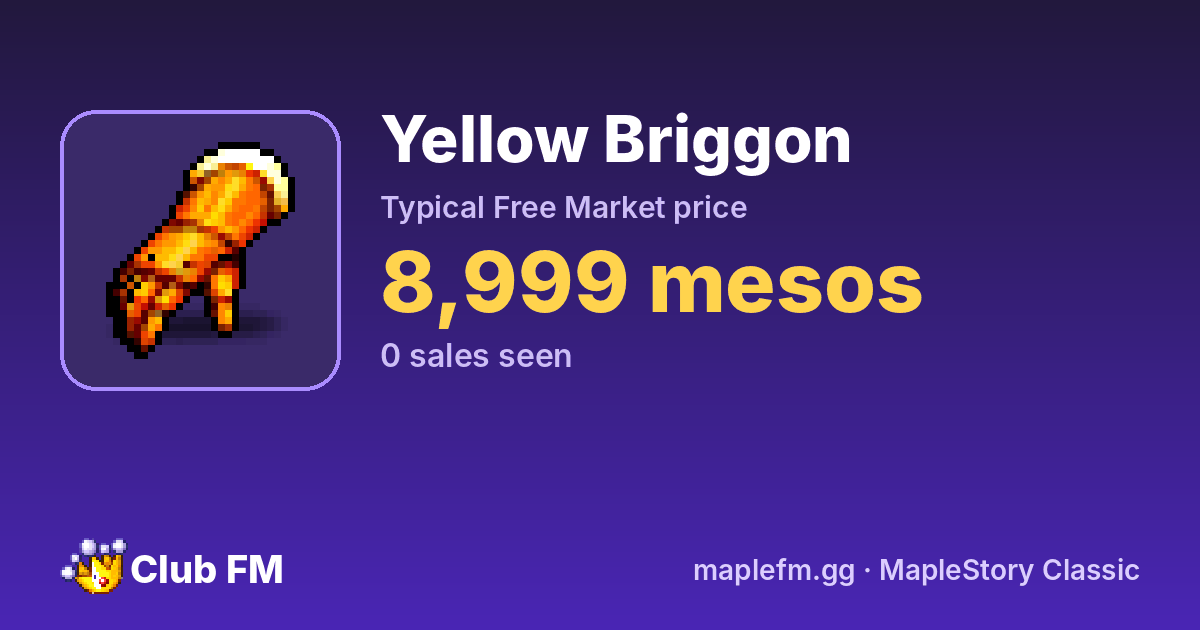 Yellow Briggon
Typical Free Market price
8,999 mesos
0 sales seen
Club FM
maplefm.gg · MapleStory Classic